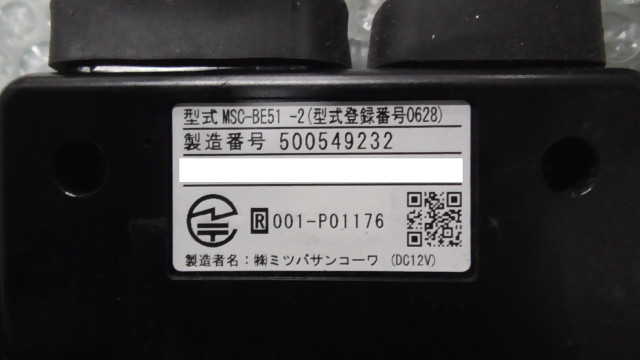 型式 MSC-BE51 -2(型式登録番号0628)
製造番号 500549232
R 001-P01176
製造者名：㈱ミツバサンコーワ (DC12V)